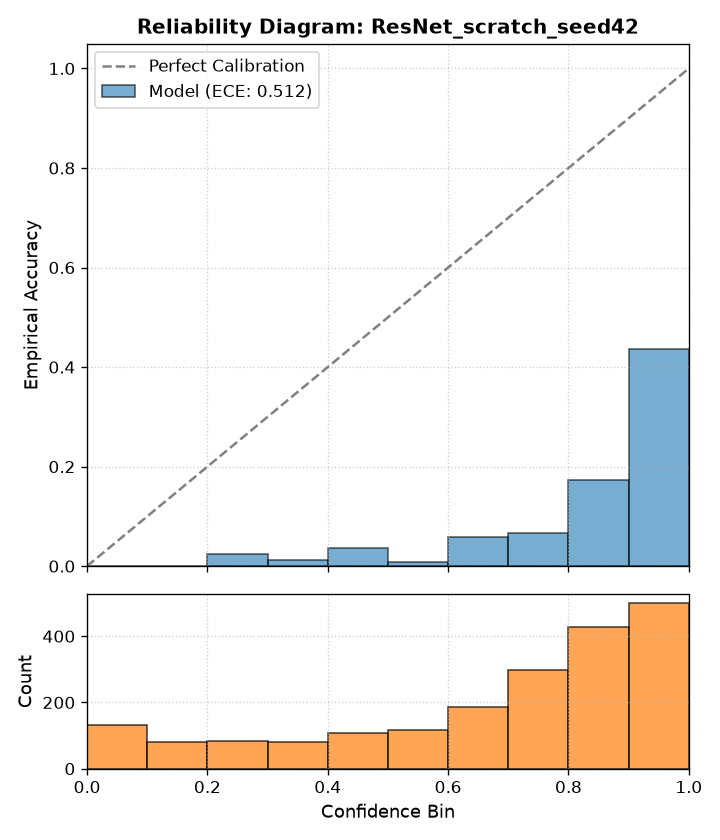 Reliability Diagram: ResNet_scratch_seed42
Perfect Calibration
Model (ECE: 0.512)
1.0
0.8
0.6
0.4
0.2
0.0
Empirical Accuracy
400
200
0
Count
0.0 0.2 0.4 0.6 0.8 1.0
Confidence Bin